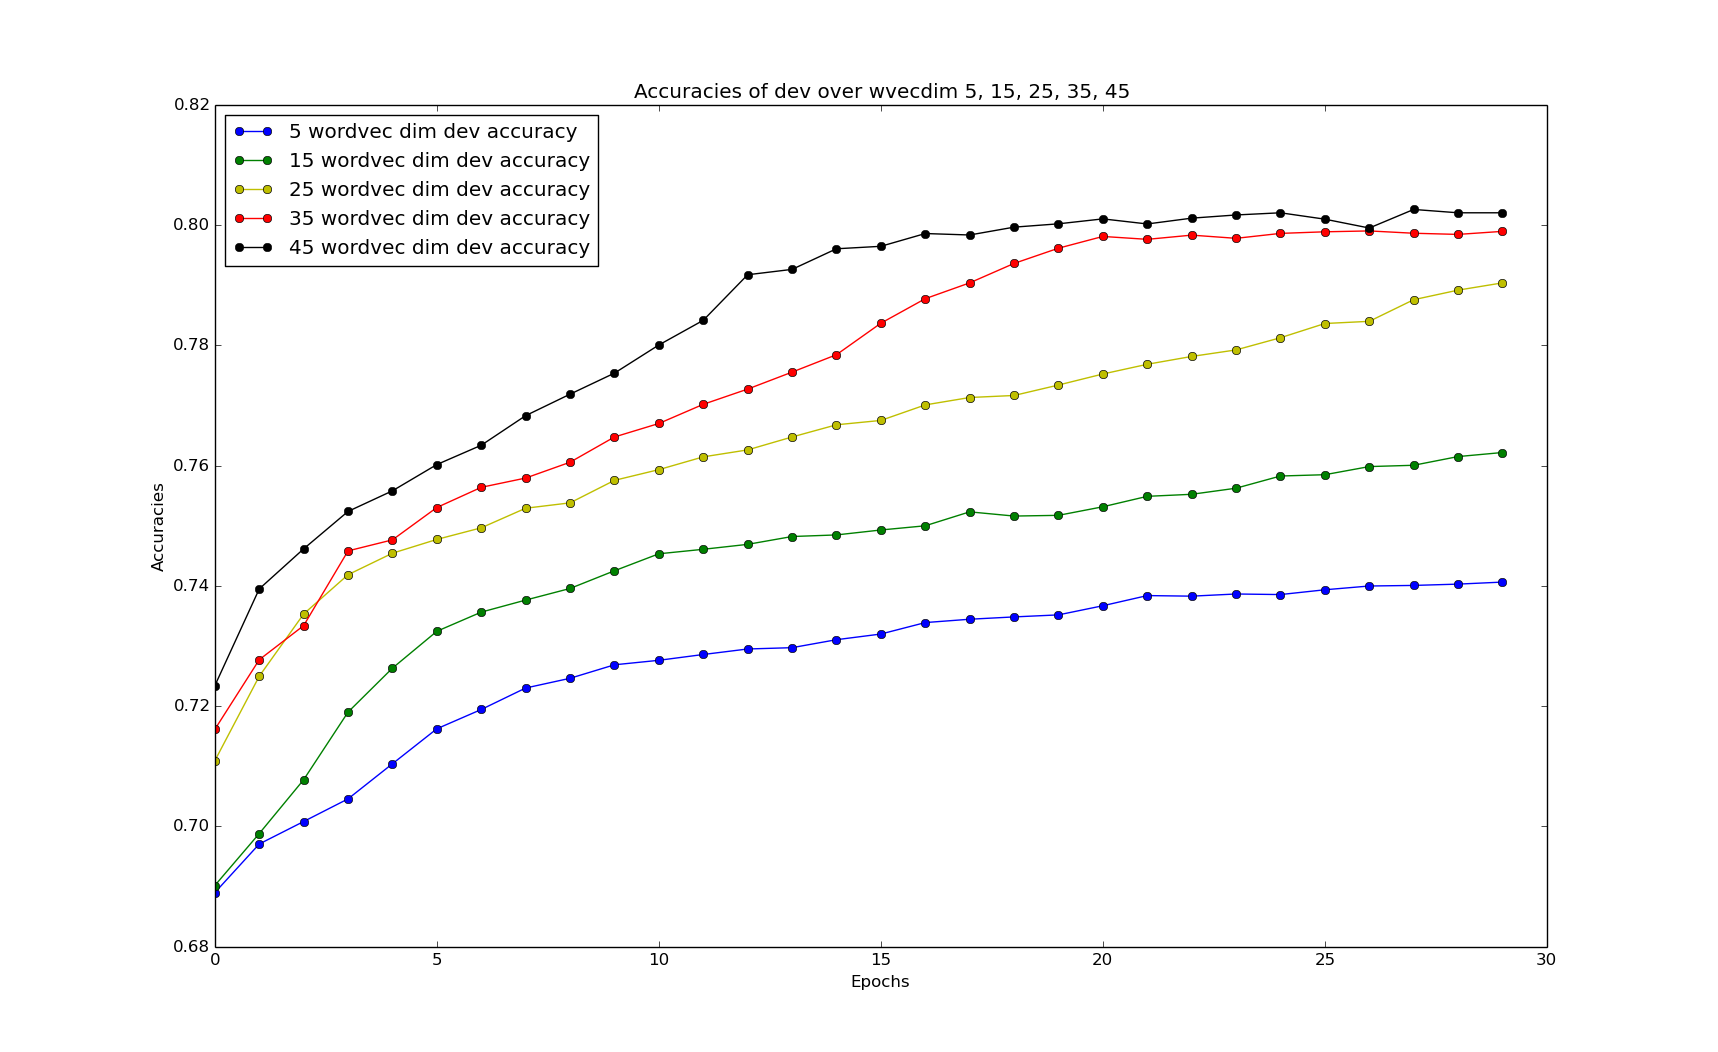 Accuracies of dev over wvecdim 5, 15, 25, 35, 45
0.82
5 wordvec dim dev accuracy
15 wordvec dim dev accuracy
25 wordvec dim dev accuracy
35 wordvec dim dev accuracy
45 wordvec dim dev accuracy
0.80
0.78
0.76
0.74
0.72
0.70
0.68
Accuracies
0 5 10 15 20 25 30
Epochs